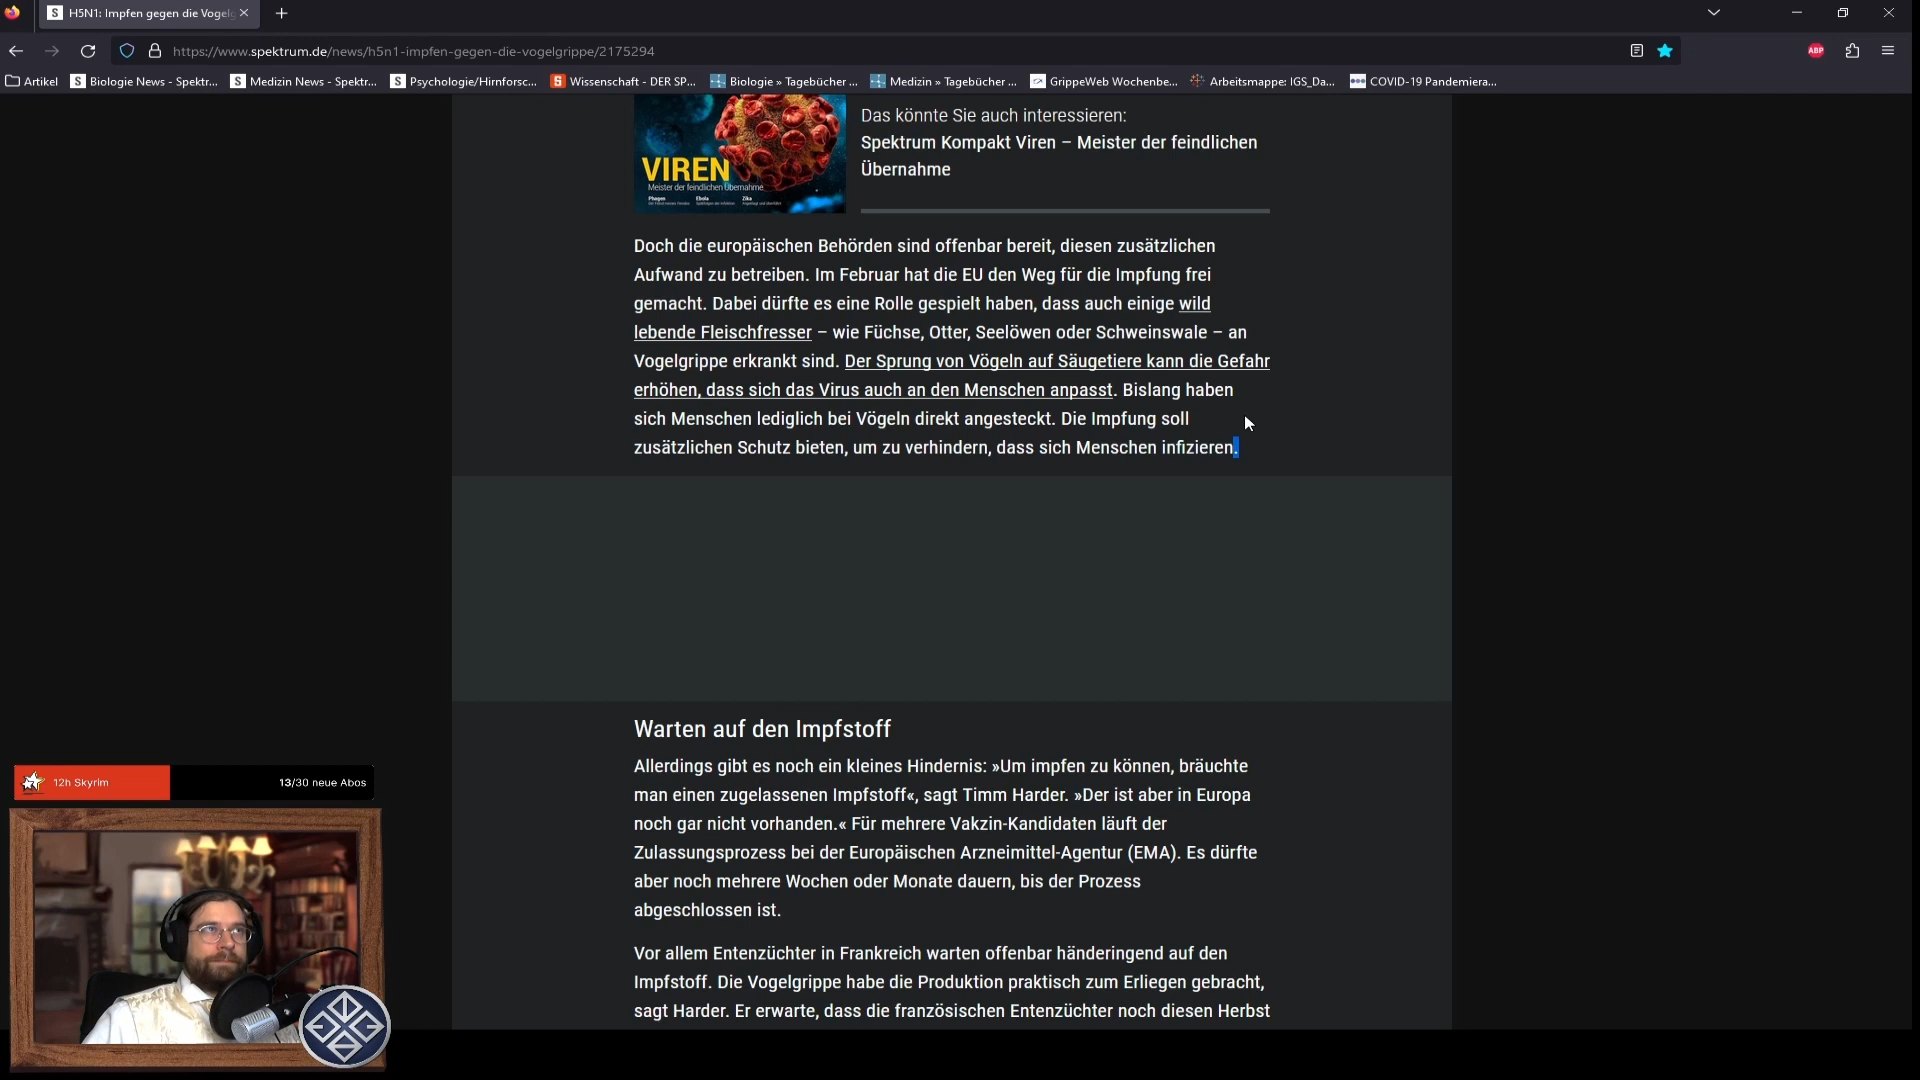 H5N1: Impfen gegen die Vogelg
https://www.spektrum.de/news/h5n1-impfen-gegen-die-vogelgrippe/2175294
ABP
Artikel
Biologie News - Spektr...
Medizin News - Spektr...
Psychologie/Hirnforsc...
Wissenschaft - DER SP...
Biologie » Tagebücher ...
Medizin » Tagebücher ...
GrippeWeb Wochenbe...
Arbeitsmappe: IGS_Da...
COVID-19 Pandemiera...
VIREN
Meister der feindlichen Übernahme
Phagen
Ebola
Zika
Das könnte Sie auch interessieren:
Spektrum Kompakt Viren – Meister der feindlichen
Übernahme
Doch die europäischen Behörden sind offenbar bereit, diesen zusätzlichen
Aufwand zu betreiben. Im Februar hat die EU den Weg für die Impfung frei
gemacht. Dabei dürfte es eine Rolle gespielt haben, dass auch einige wild
lebende Fleischfresser – wie Füchse, Otter, Seelöwen oder Schweinswale – an
Vogelgrippe erkrankt sind. Der Sprung von Vögeln auf Säugetiere kann die Gefahr
erhöhen, dass sich das Virus auch an den Menschen anpasst. Bislang haben
sich Menschen lediglich bei Vögeln direkt angesteckt. Die Impfung soll
zusätzlichen Schutz bieten, um zu verhindern, dass sich Menschen infizieren.
Warten auf den Impfstoff
Allerdings gibt es noch ein kleines Hindernis: »Um impfen zu können, bräuchte
man einen zugelassenen Impfstoff«, sagt Timm Harder. »Der ist aber in Europa
noch gar nicht vorhanden.« Für mehrere Vakzin-Kandidaten läuft der
Zulassungsprozess bei der Europäischen Arzneimittel-Agentur (EMA). Es dürfte
aber noch mehrere Wochen oder Monate dauern, bis der Prozess
abgeschlossen ist.
Vor allem Entenzüchter in Frankreich warten offenbar händeringend auf den
Impfstoff. Die Vogelgrippe habe die Produktion praktisch zum Erliegen gebracht,
sagt Harder. Er erwarte, dass die französischen Entenzüchter noch diesen Herbst
12h Skyrim
13/30 neue Abos